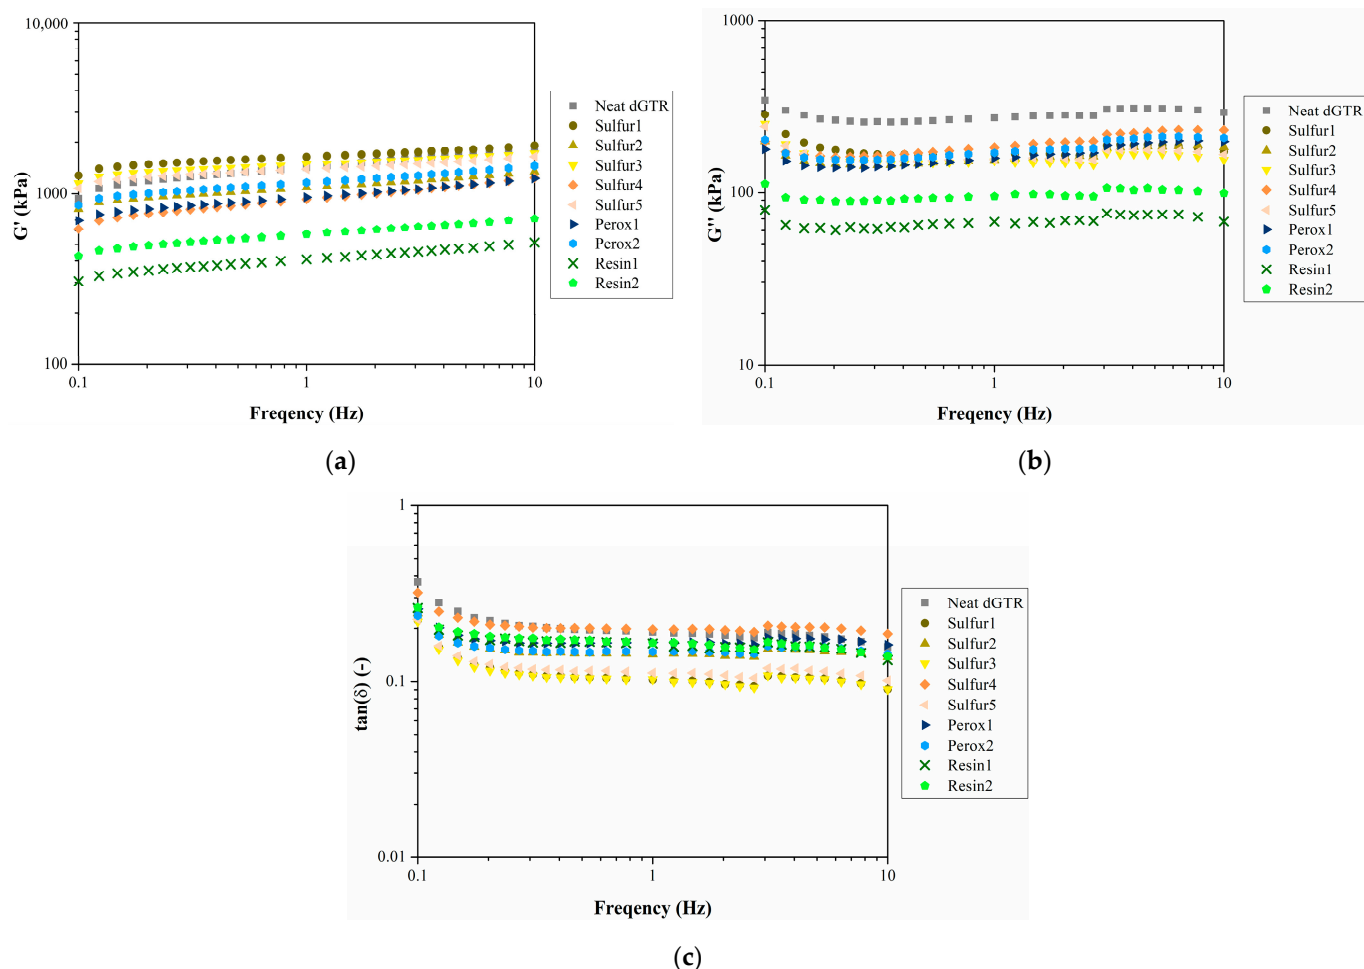 10,000
1000
100
G' (kPa)
0.1
1
10
Freqency (Hz)
Neat dGTR
Sulfur1
Sulfur2
Sulfur3
Sulfur4
Sulfur5
Perox1
Perox2
Resin1
Resin2
(a)
1000
100
10
G'' (kPa)
0.1
1
10
Freqency (Hz)
Neat dGTR
Sulfur1
Sulfur2
Sulfur3
Sulfur4
Sulfur5
Perox1
Perox2
Resin1
Resin2
(b)
1
0.1
0.01
tan(δ) (-)
0.1
1
10
Freqency (Hz)
Neat dGTR
Sulfur1
Sulfur2
Sulfur3
Sulfur4
Sulfur5
Perox1
Perox2
Resin1
Resin2
(c)